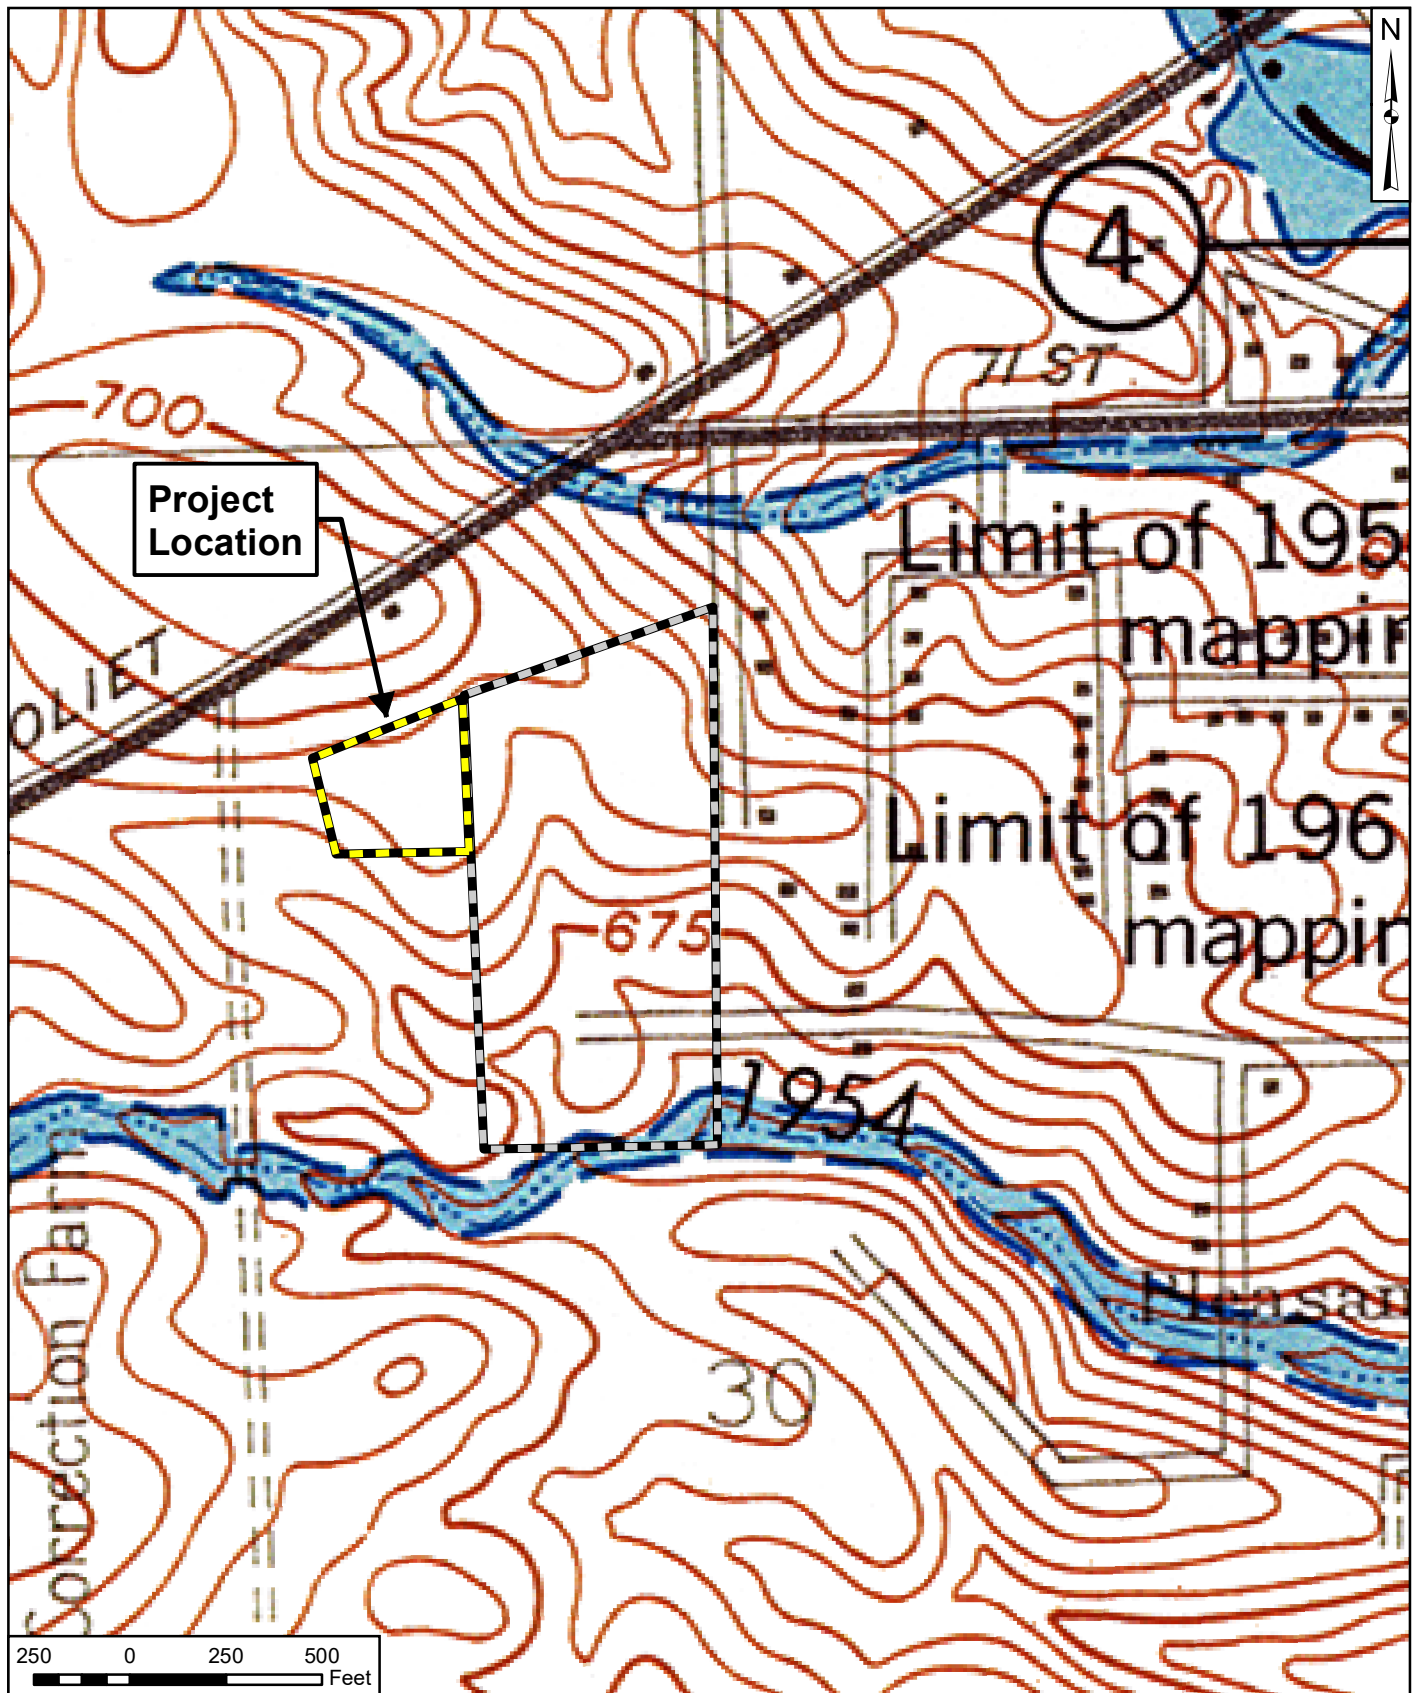 N
4
71 ST
700
Project
Location
Limit of 195
mappin
OLIET
Limit of 196
mappin
675
1954
Correction Farm
Pleasan
30
250 0 250 500
Feet